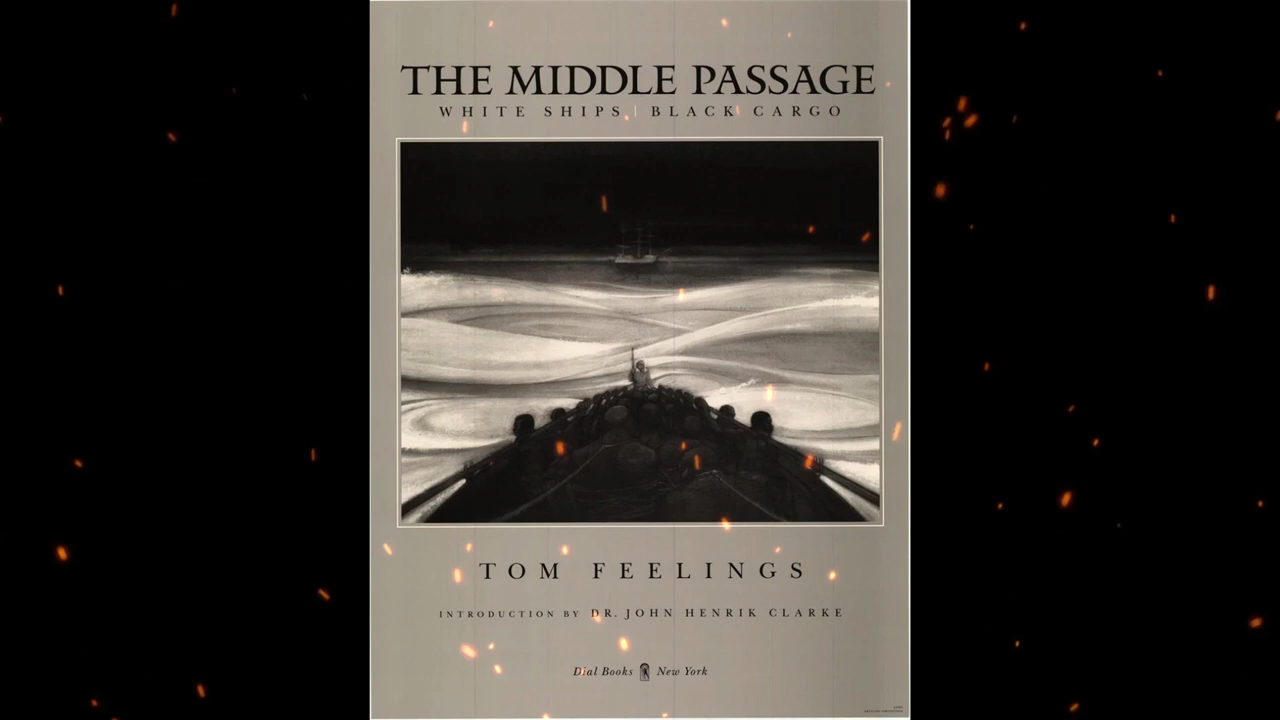 THE MIDDLE PASSAGE
WHITE SHIPS | BLACK CARGO
TOM FEELINGS
INTRODUCTION BY DR. JOHN HENRIK CLARKE
Dial Books New York